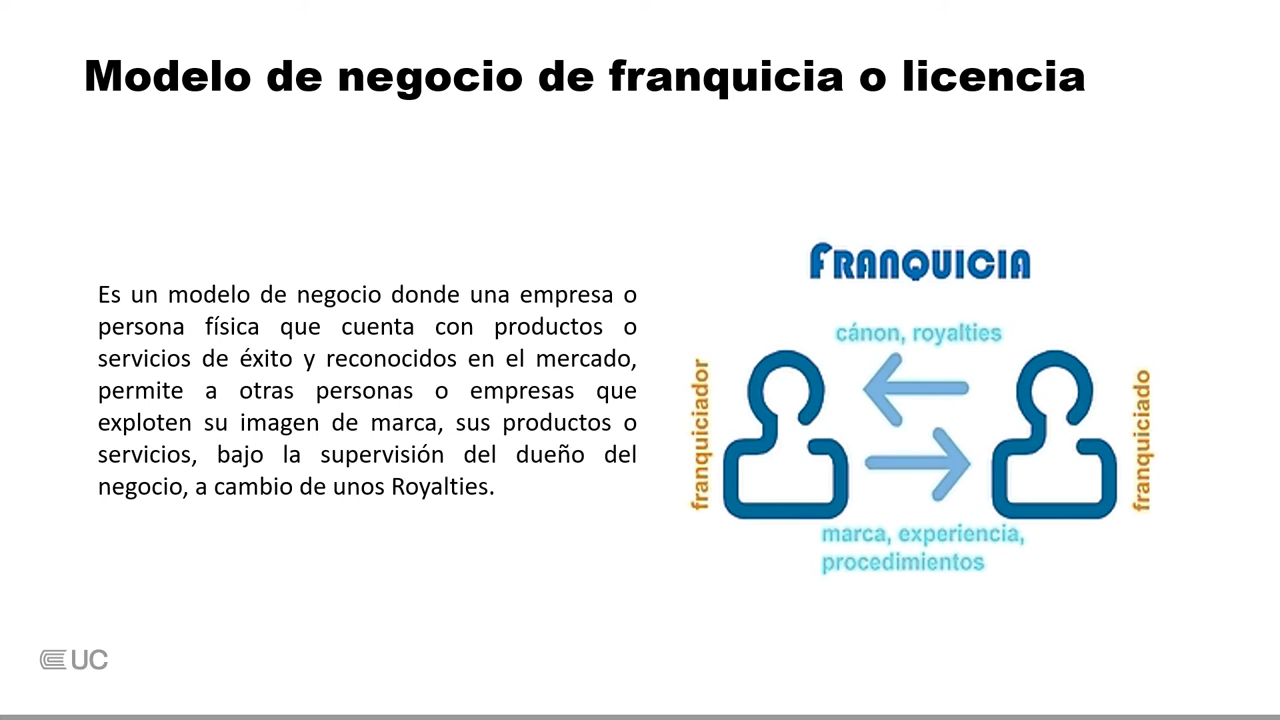 Modelo de negocio de franquicia o licencia
Es un modelo de negocio donde una empresa o
persona física que cuenta con productos o
servicios de éxito y reconocidos en el mercado,
permite a otras personas o empresas que
exploten su imagen de marca, sus productos o
servicios, bajo la supervisión del dueño del
negocio, a cambio de unos Royalties.
FRANQUICIA
cánon, royalties
franquiciador
franquiciado
marca, experiencia,
procedimientos
UC